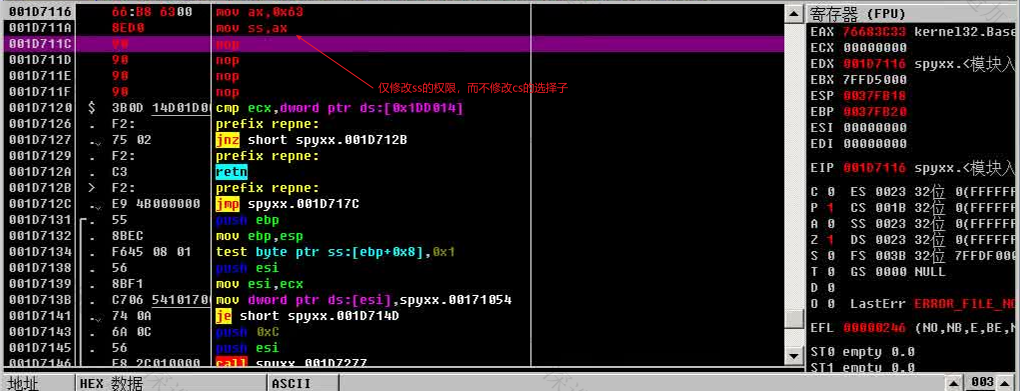 001D7116 66:B8 6300 mov ax,0x63
001D711A 8ED0 mov ss,ax
001D711C 90 nop
001D711D 90 nop
001D711E 90 nop
001D711F 90 nop
001D7120 $ 3B0D 14D01D00 cmp ecx,dword ptr ds:[0x1DD014]
001D7126 . F2: prefix repne:
001D7127 . 75 02 jnz short spyxx.001D712B
001D7129 . F2: prefix repne:
001D712A . C3 retn
001D712B > F2: prefix repne:
001D712C . E9 4B000000 jmp spyxx.001D717C
001D7131 . 55 push ebp
001D7132 . 8BEC mov ebp,esp
001D7134 . F645 08 01 test byte ptr ss:[ebp+0x8],0x1
001D7138 . 56 push esi
001D7139 . 8BF1 mov esi,ecx
001D713B . C706 54101700 mov dword ptr ds:[esi],spyxx.00171054
001D7141 . 74 0A je short spyxx.001D714D
001D7143 . 6A 0C push 0xC
001D7145 . 56 push esi
001D7146 . E8 2C010000 call spyxx.001D7277
仅修改ss的权限，而不修改cs的选择子
寄存器 (FPU)
EAX 76683C33 kernel32.Base
ECX 00000000
EDX 001D7116 spyxx.<模块入
EBX 7FFD5000
ESP 0037FB18
EBP 0037FB20
ESI 00000000
EDI 00000000
EIP 001D7116 spyxx.<模块入
C 0 ES 0023 32位 0(FFFFFF
P 1 CS 001B 32位 0(FFFFFF
A 0 SS 0023 32位 0(FFFFFF
Z 1 DS 0023 32位 0(FFFFFF
S 0 FS 003B 32位 7FFDF000
T 0 GS 0000 NULL
D 0
O 0 LastErr ERROR_FILE_NO
EFL 00000246 (NO,NB,E,BE,N
ST0 empty 0.0
ST1 empty 0.0
地址 HEX 数据 ASCII
003